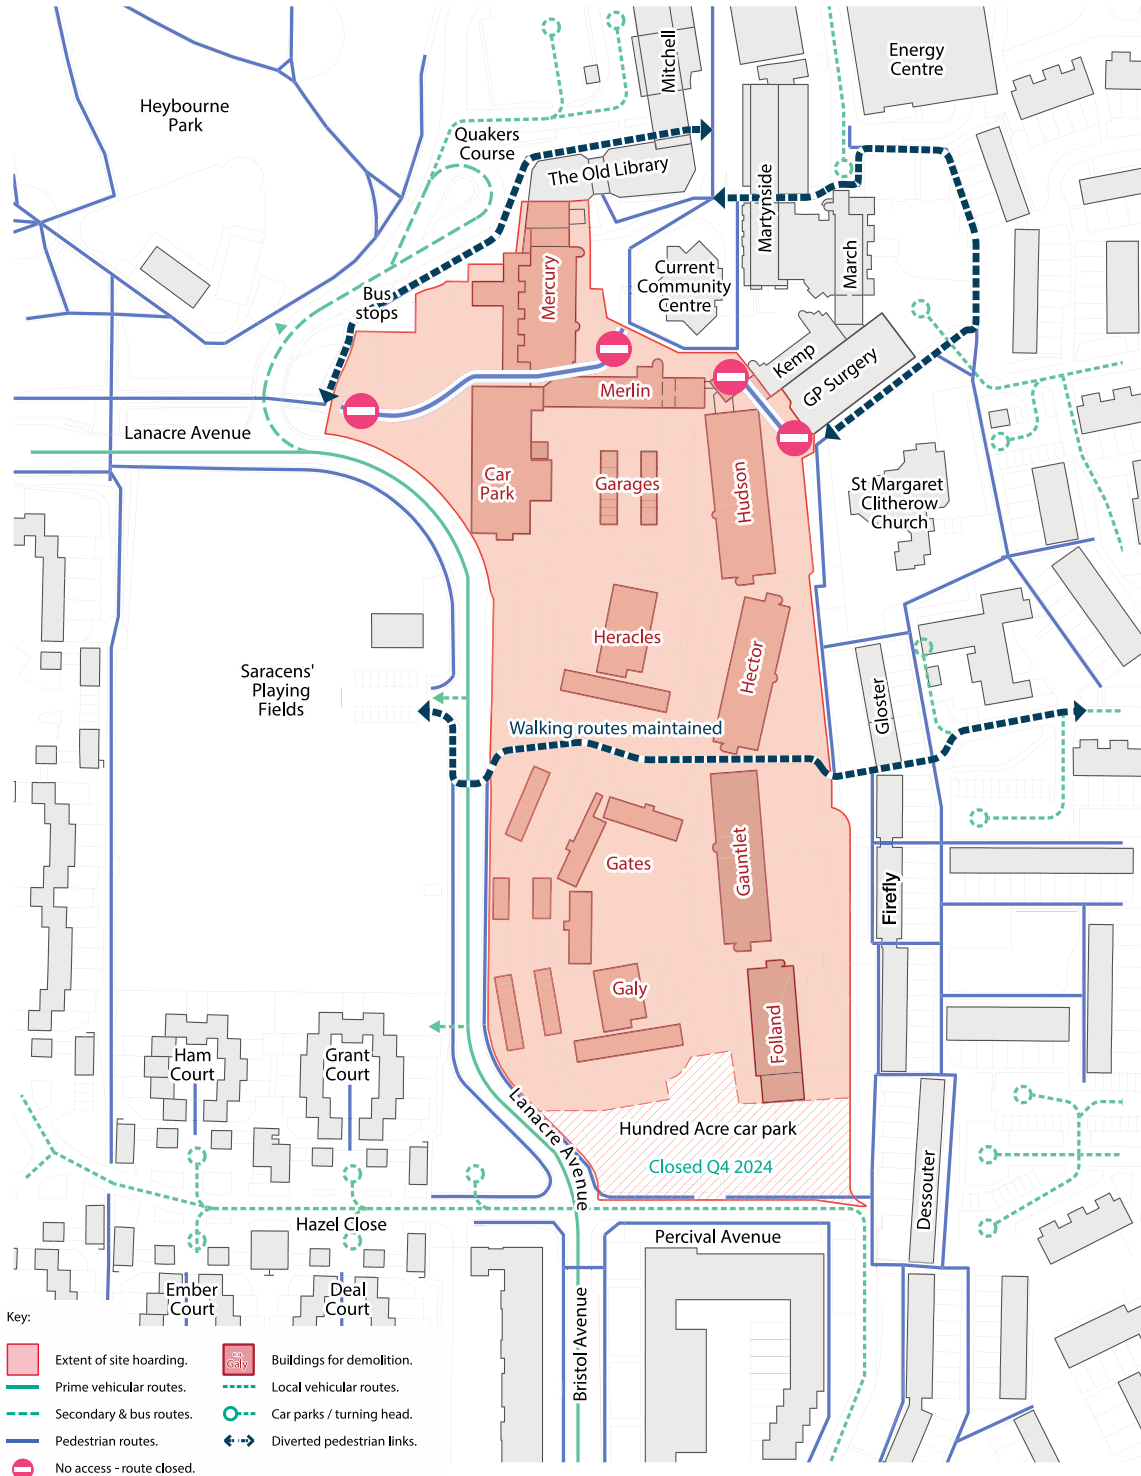 Mitchell
Energy
Centre
Heybourne
Park
Quakers
Course
The Old Library
Martynside
March
Current
Community
Centre
Mercury
Bus
stops
Kemp
GP Surgery
Merlin
Lanacre Avenue
Car
Park
Garages
Hudson
St Margaret
Clitherow
Church
Heracles
Hector
Saracens'
Playing
Fields
Gloster
Walking routes maintained
Gates
Gauntlet
Firefly
Galy
Folland
Ham
Court
Grant
Court
Lanacre Avenue
Hundred Acre car park
Closed Q4 2024
Dessouter
Hazel Close
Percival Avenue
Ember
Court
Deal
Court
Bristol Avenue
Key:
Extent of site hoarding.
e.g.
Galy
Buildings for demolition.
Prime vehicular routes.
Local vehicular routes.
Secondary & bus routes.
Car parks / turning head.
Pedestrian routes.
Diverted pedestrian links.
No access - route closed.